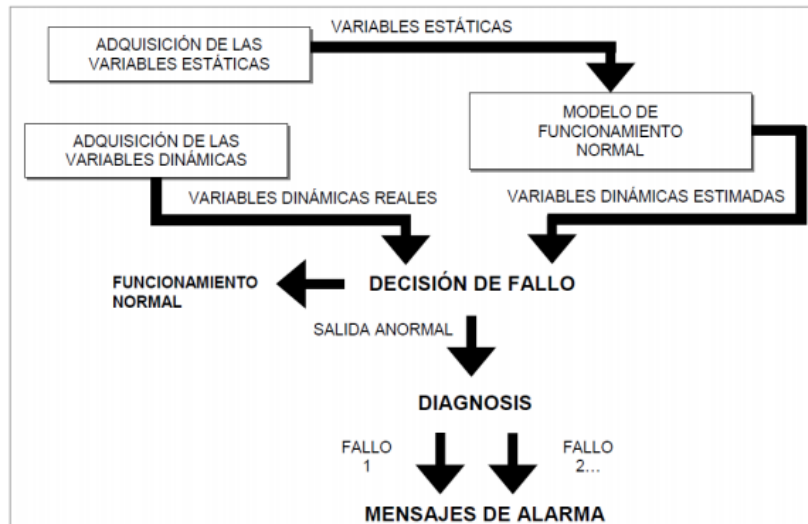 VARIABLES ESTÁTICAS
ADQUISICIÓN DE LAS
VARIABLES ESTÁTICAS
MODELO DE
FUNCIONAMIENTO
NORMAL
ADQUISICIÓN DE LAS
VARIABLES DINÁMICAS
VARIABLES DINÁMICAS REALES
VARIABLES DINÁMICAS ESTIMADAS
FUNCIONAMIENTO
NORMAL
DECISIÓN DE FALLO
SALIDA ANORMAL
DIAGNOSIS
FALLO
1
FALLO
2...
MENSAJES DE ALARMA